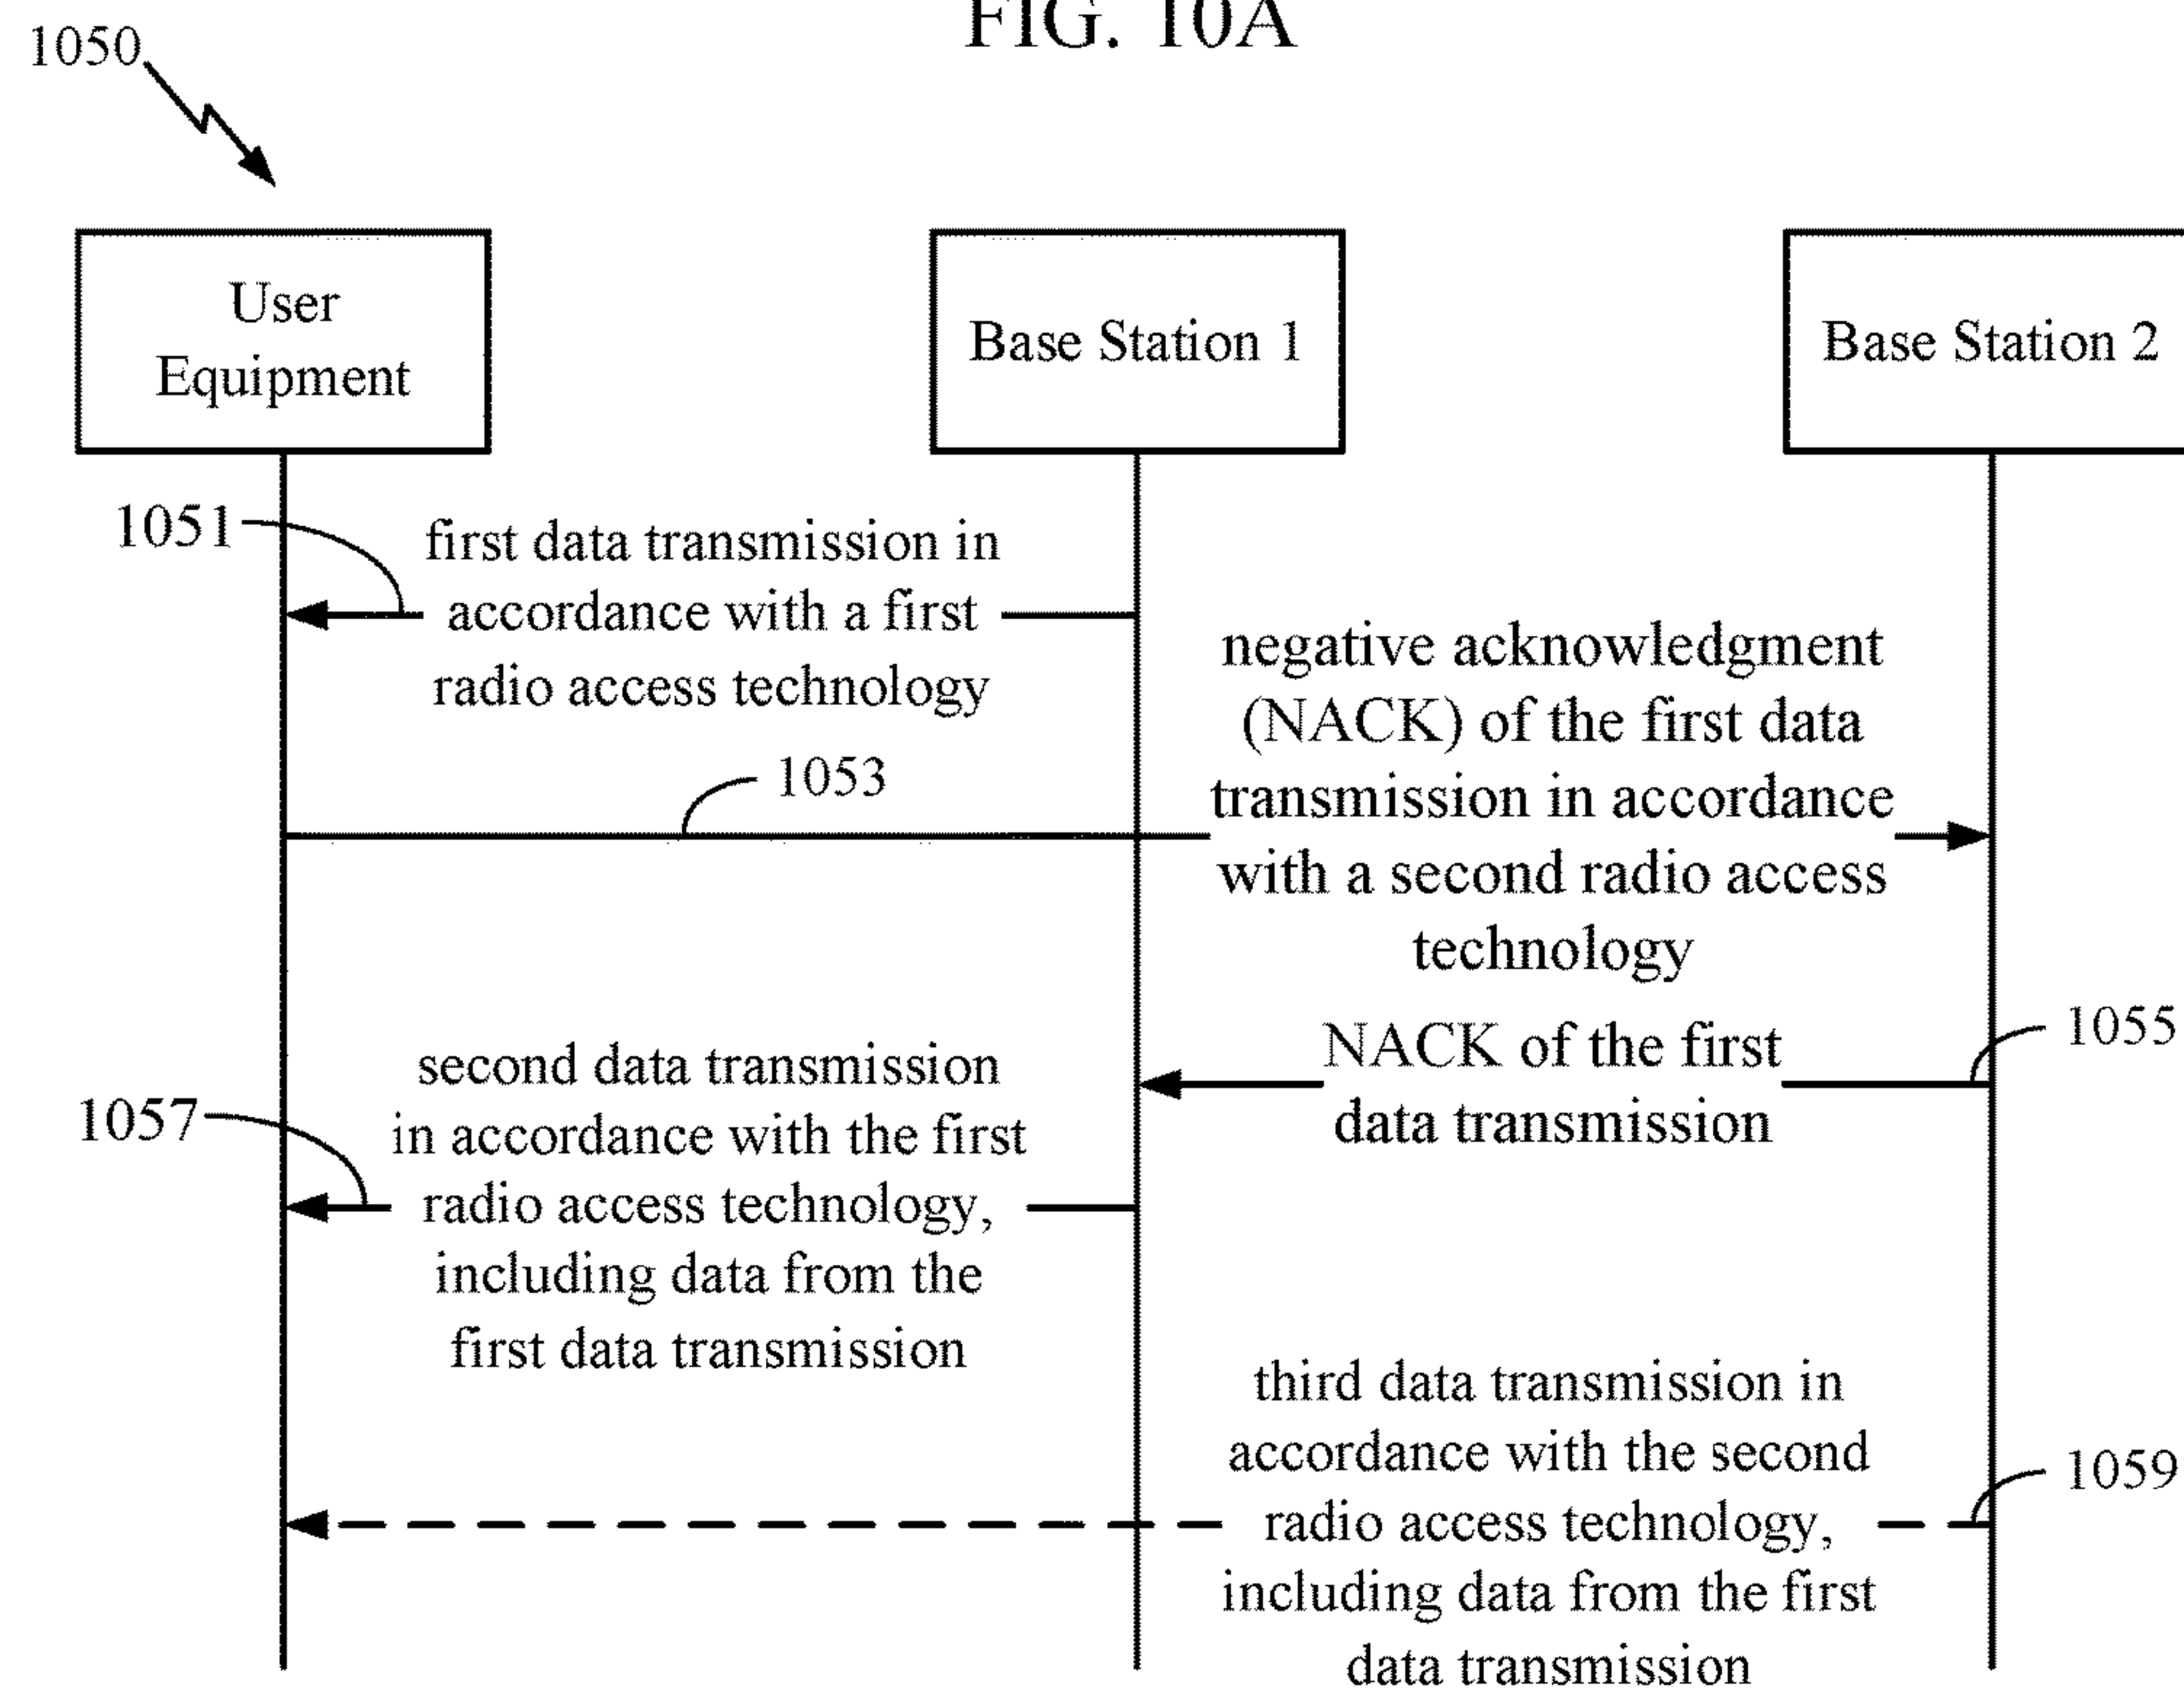 FIG. 10A
1050
User
Equipment
Base Station 1
Base Station 2
1051
first data transmission in
accordance with a first
radio access technology
1053
negative acknowledgment
(NACK) of the first data
transmission in accordance
with a second radio access
technology
1055
NACK of the first
data transmission
1057
second data transmission
in accordance with the first
radio access technology,
including data from the
first data transmission
1059
third data transmission in
accordance with the second
radio access technology,
including data from the first
data transmission